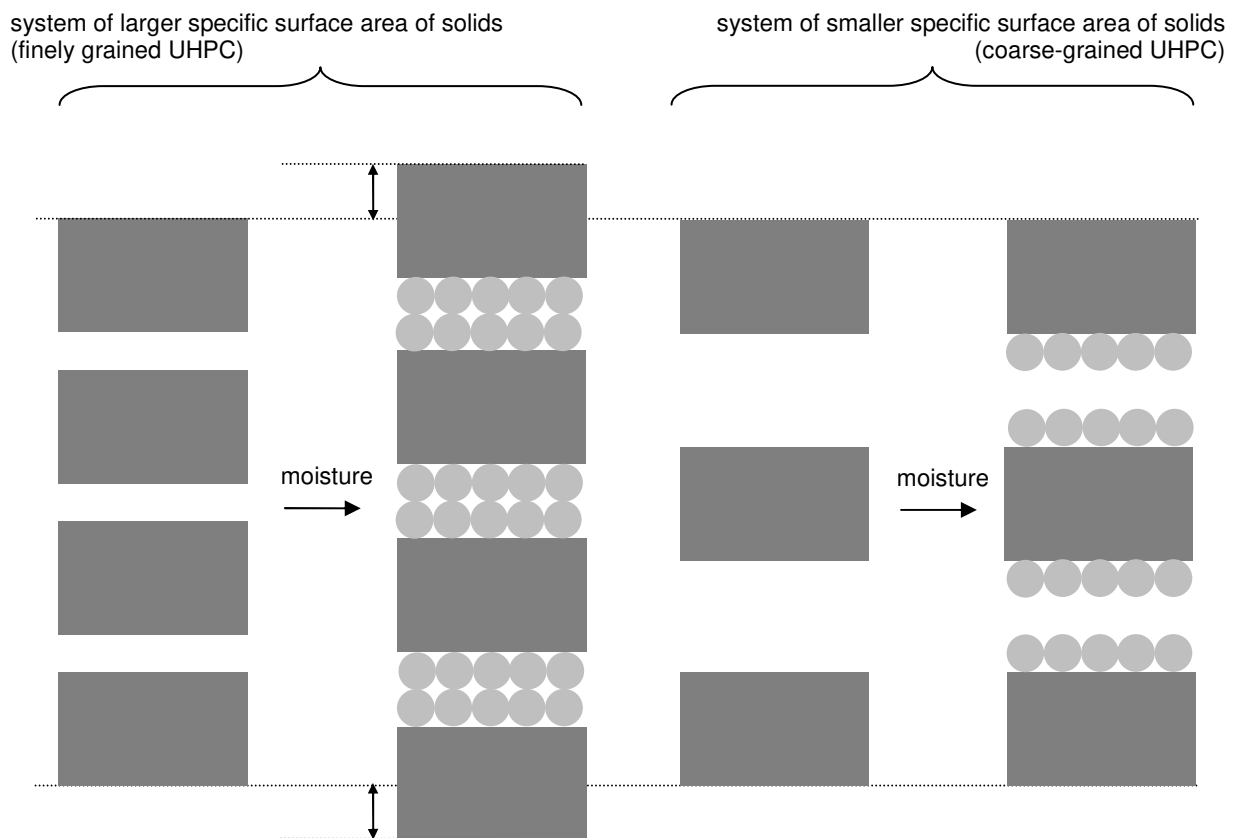 system of larger specific surface area of solids
(finely grained UHPC)
system of smaller specific surface area of solids
(coarse-grained UHPC)
moisture
moisture